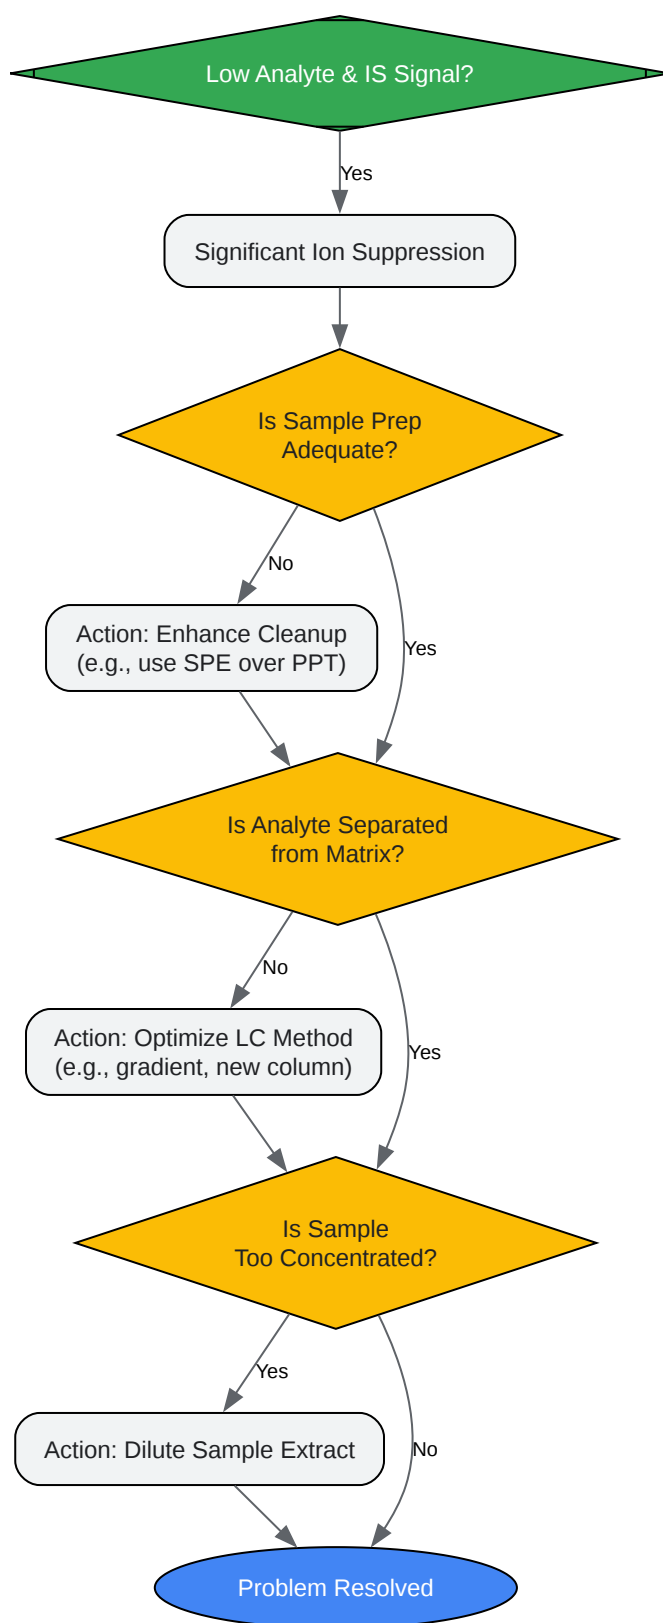 Low Analyte & IS Signal?
Yes
Significant Ion Suppression
Is Sample Prep
Adequate?
No
Action: Enhance Cleanup
(e.g., use SPE over PPT)
Yes
Is Analyte Separated
from Matrix?
No
Action: Optimize LC Method
(e.g., gradient, new column)
Yes
Is Sample
Too Concentrated?
Yes
Action: Dilute Sample Extract
No
Problem Resolved